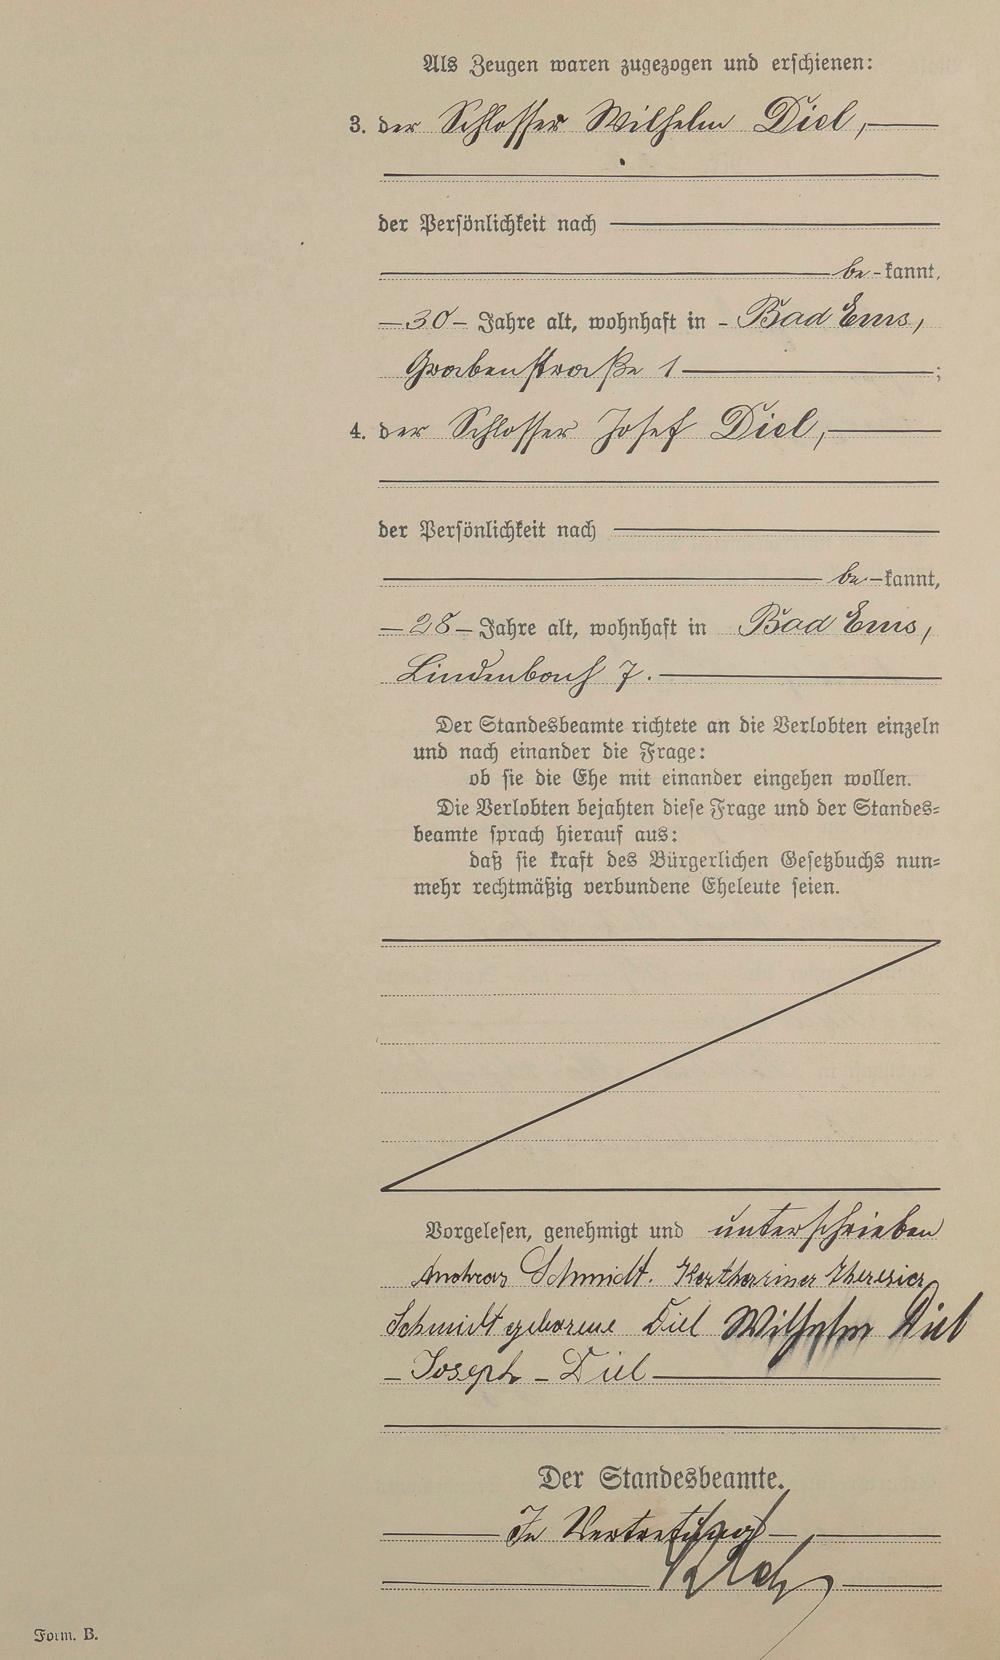 Als Zeugen waren zugezogen und erschienen:
3. der Schlosser Wilhelm Diel,
der Persönlichkeit nach
be-kannt,
-30- Jahre alt, wohnhaft in - Bad Ems,
Grabenstraße 1 ;
4. der Schlosser Josef Diel,
der Persönlichkeit nach
be-kannt,
-28- Jahre alt, wohnhaft in Bad Ems,
Lindenbach 7.
Der Standesbeamte richtete an die Verlobten einzeln
und nach einander die Frage:
ob sie die Ehe mit einander eingehen wollen.
Die Verlobten bejahten diese Frage und der Standes=
beamte sprach hierauf aus:
daß sie kraft des Bürgerlichen Gesetzbuchs nun=
mehr rechtmäßig verbundene Eheleute seien.
Vorgelesen, genehmigt und unterschrieben
Andreas Schmidt. Katharina Theresia
Schmidt geborene Diel Wilhelm Diel
- Joseph - Diel
Der Standesbeamte.
In Vertretung
Form. B.